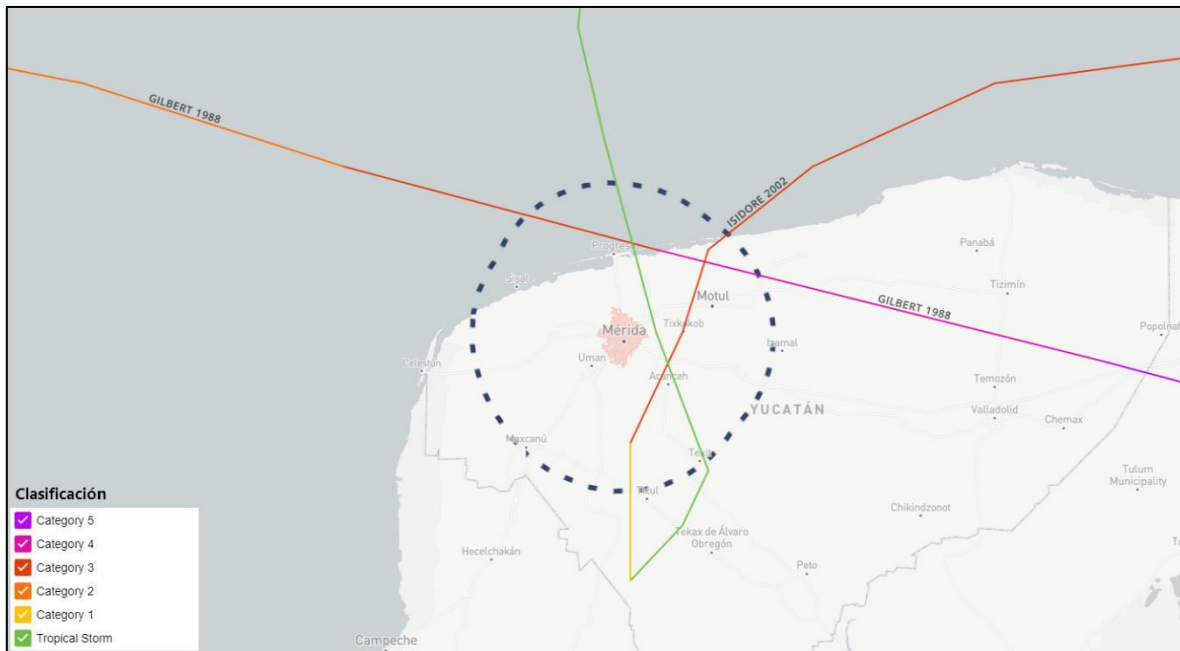 GILBERT 1988
ISIDORE 2002
Progreso
Panabá
Sisal
Motul
Tizimín
GILBERT 1988
Tixkokob
Mérida
Popolnah
Izamal
Uman
Celestún
Acanceh
Temozón
YUCATÁN
Valladolid
Chemax
Maxcanú
Tekit
Tulum
Municipality
Clasificación
Ticul
Chikindzonot
Category 5
Category 4
Tekax de Álvaro
Obregón
Hecelchakán
Category 3
Peto
Category 2
Category 1
Tropical Storm
Campeche